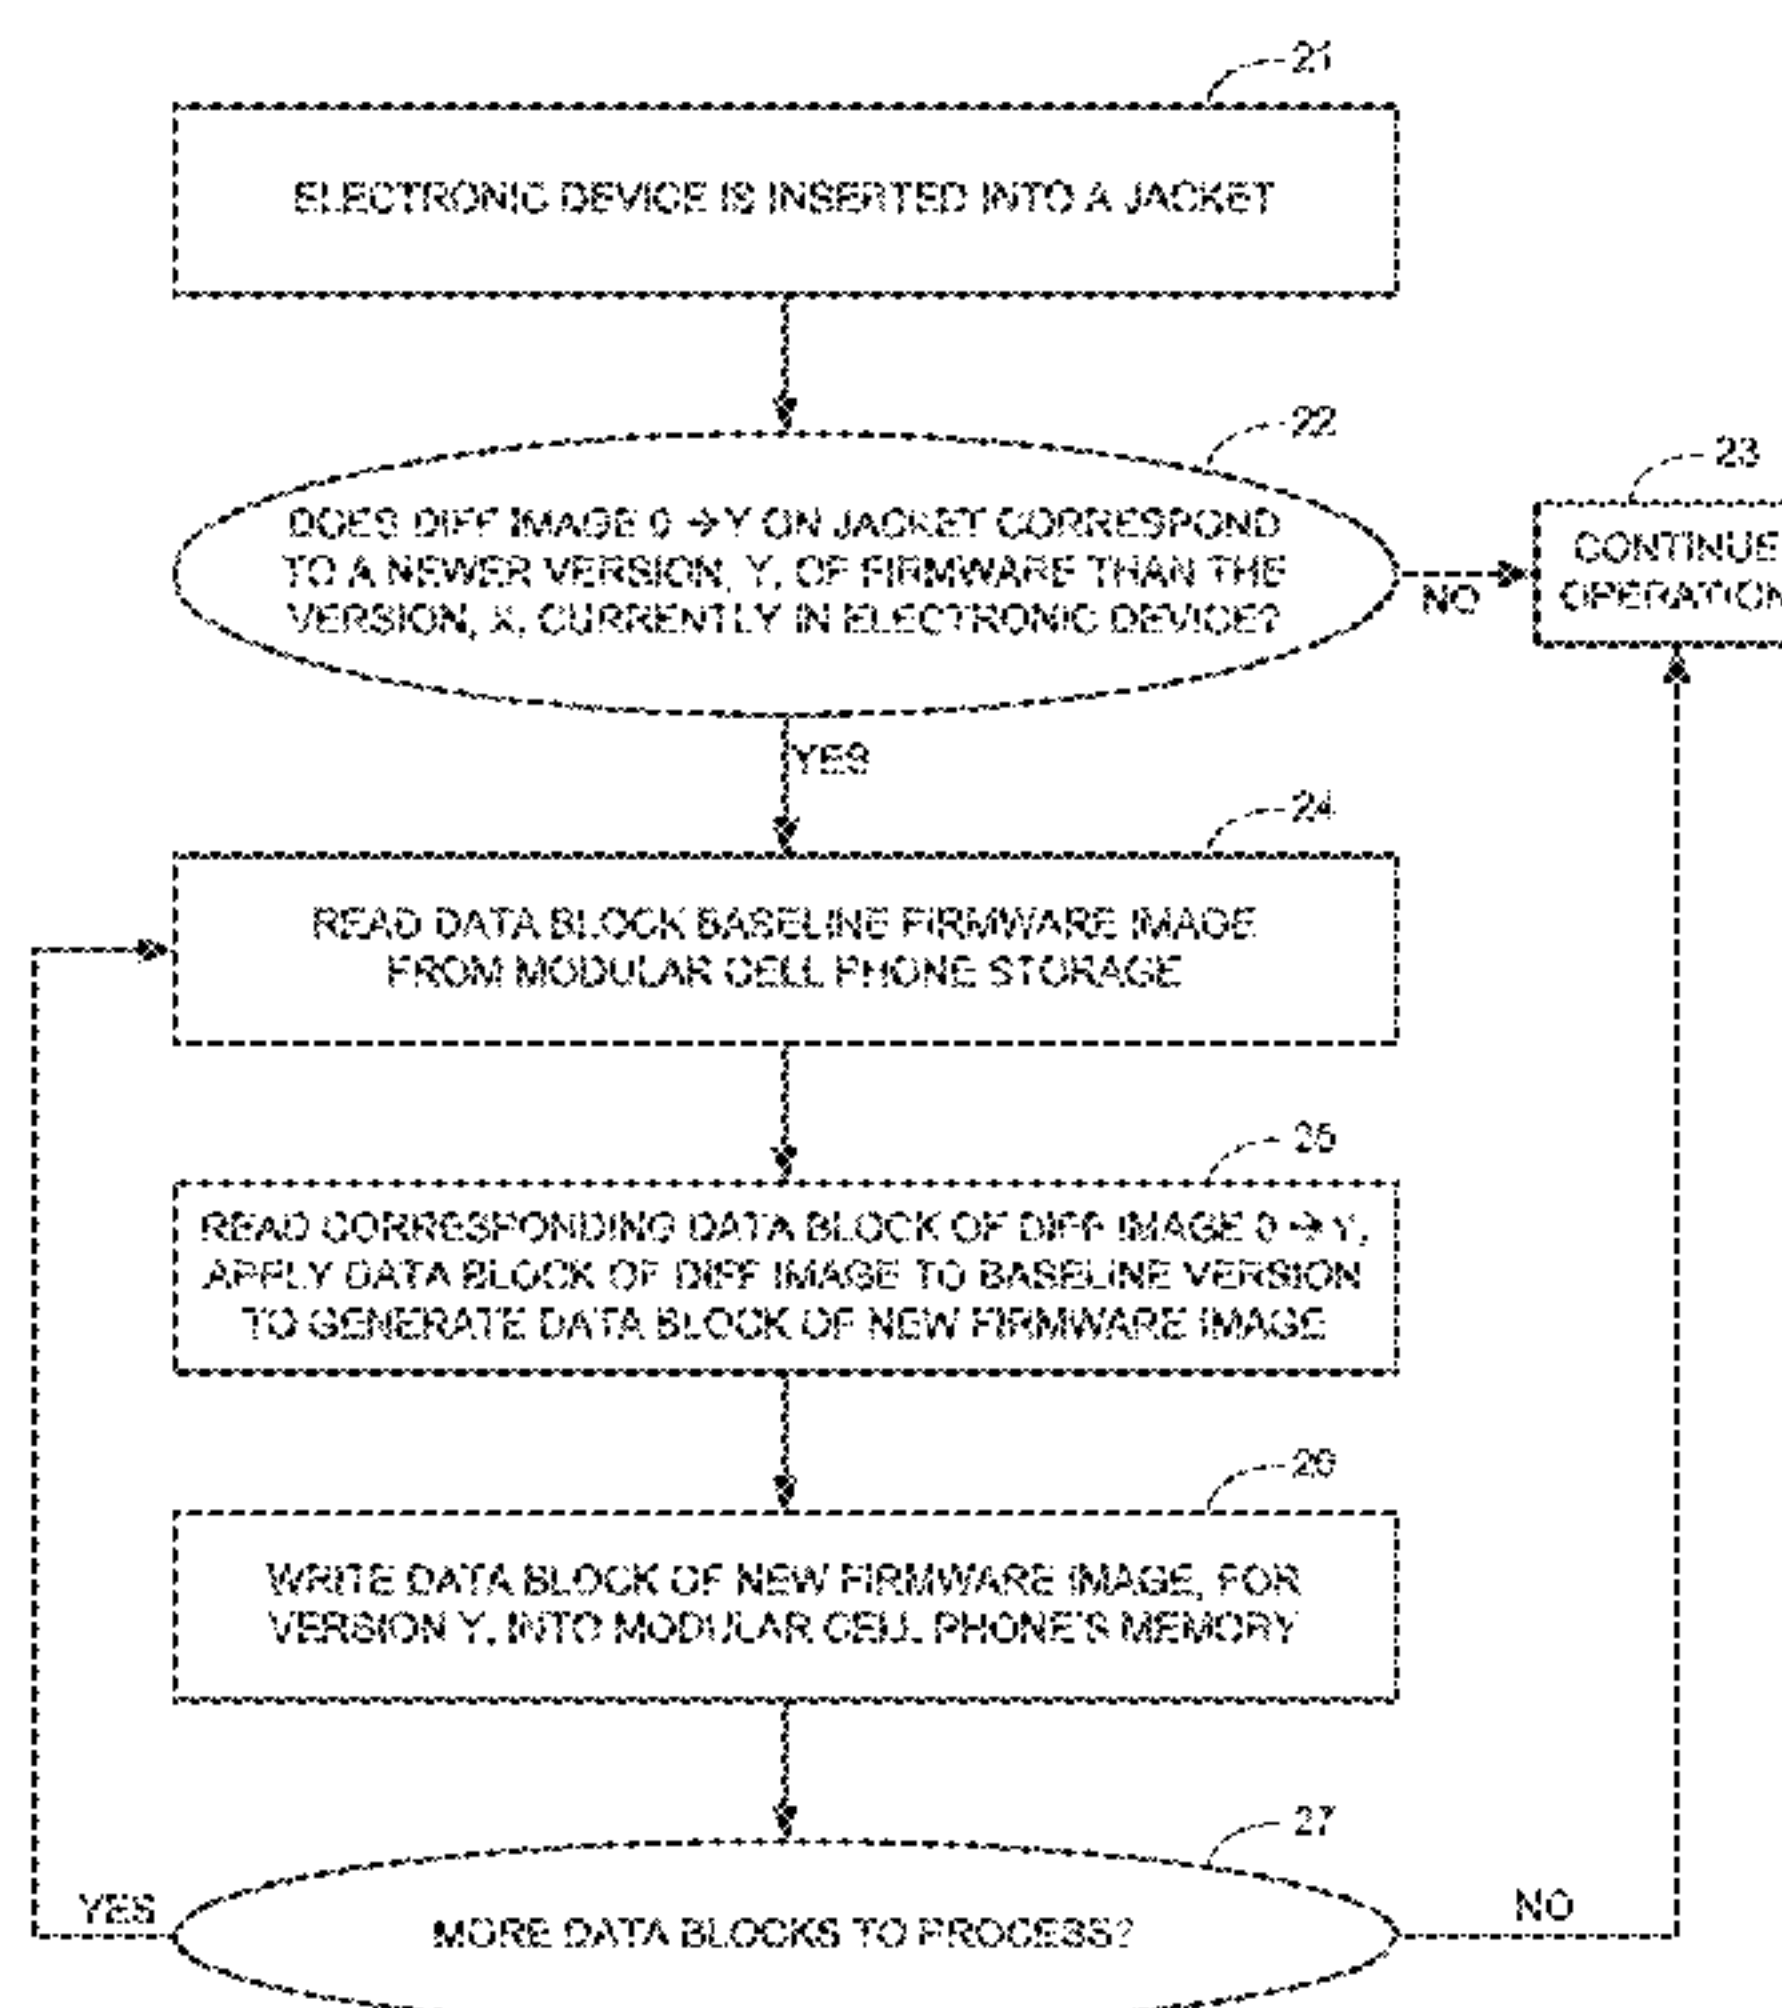 21
ELECTRONIC DEVICE IS INSERTED INTO A JACKET
22
DOES DIFF IMAGE 0 →Y ON JACKET CORRESPOND
TO A NEWER VERSION, Y, OF FIRMWARE THAN THE
VERSION, X, CURRENTLY IN ELECTRONIC DEVICE?
NO
23
CONTINUE
OPERATION
YES
24
READ DATA BLOCK BASELINE FIRMWARE IMAGE
FROM MODULAR CELL PHONE STORAGE
25
READ CORRESPONDING DATA BLOCK OF DIFF IMAGE 0 →Y,
APPLY DATA BLOCK OF DIFF IMAGE TO BASELINE VERSION
TO GENERATE DATA BLOCK OF NEW FIRMWARE IMAGE
26
WRITE DATA BLOCK OF NEW FIRMWARE IMAGE, FOR
VERSION Y, INTO MODULAR CELL PHONE'S MEMORY
27
YES
MORE DATA BLOCKS TO PROCESS?
NO